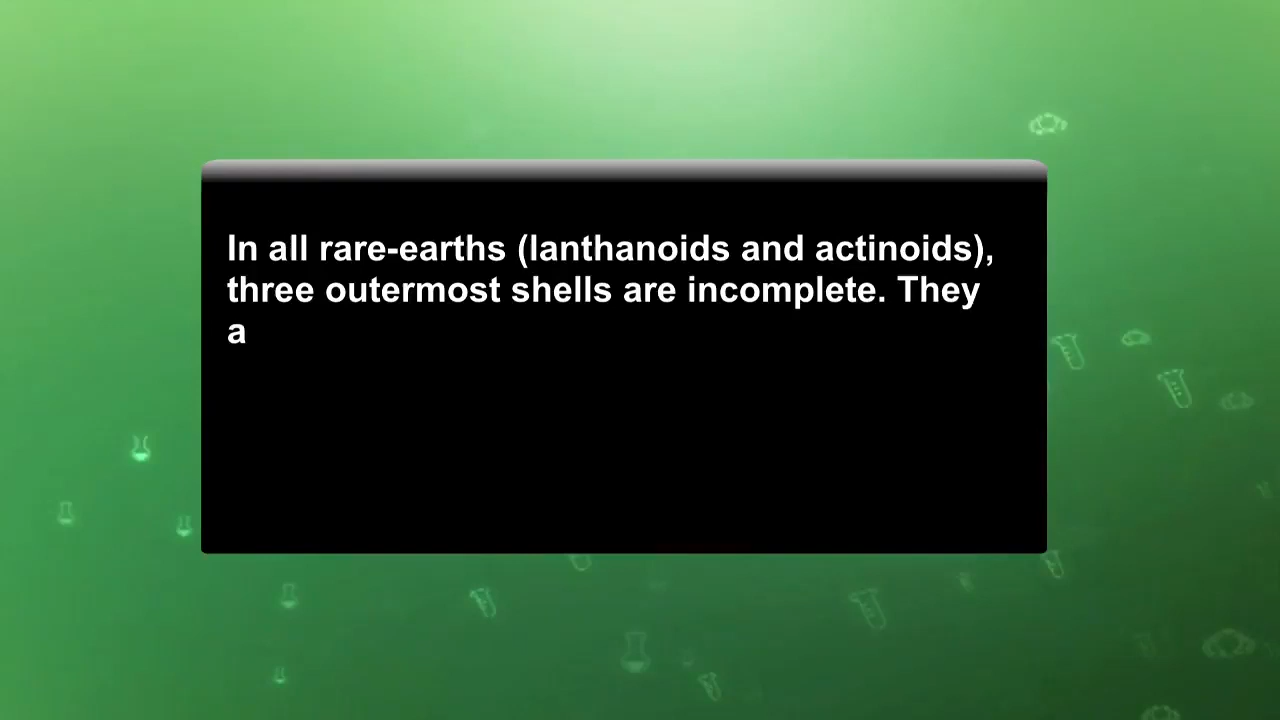 In all rare-earths (lanthanoids and actinoids),
three outermost shells are incomplete. They
a